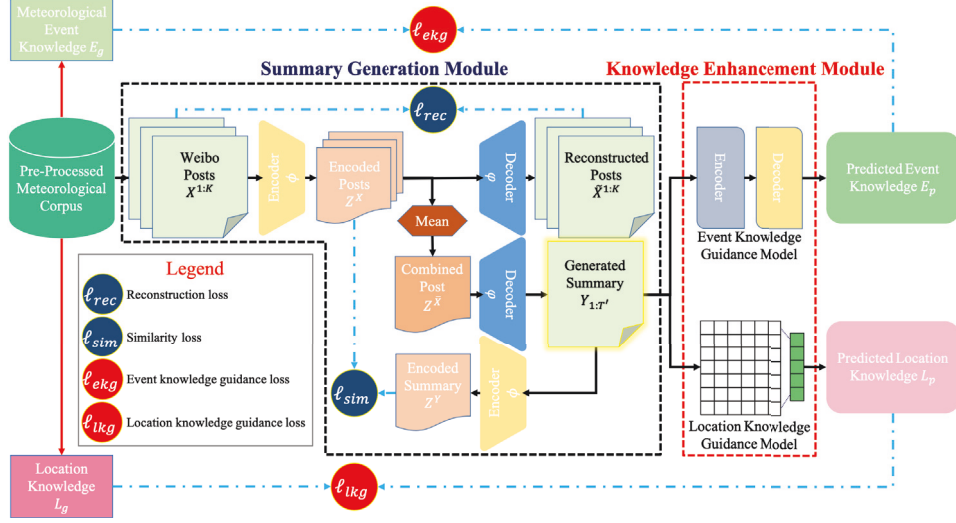 Meteorological
Event
Knowledge E_g
ℓ_ekg
Summary Generation Module
Knowledge Enhancement Module
ℓ_rec
Pre-Processed
Meteorological
Corpus
Weibo
Posts
X^{1:K}
Encoder
ϕ
Encoded
Posts
Z^X
Decoder
φ
Reconstructed
Posts
X̃^{1:K}
Mean
Combined
Post
Z^{X̄}
Decoder
φ
Generated
Summary
Y_{1:T'}
Encoded
Summary
Z^Y
Encoder
ϕ
ℓ_sim
Encoder
Decoder
Event Knowledge
Guidance Model
Predicted Event
Knowledge E_p
Location Knowledge
Guidance Model
Predicted Location
Knowledge L_p
Legend
ℓ_rec Reconstruction loss
ℓ_sim Similarity loss
ℓ_ekg Event knowledge guidance loss
ℓ_lkg Location knowledge guidance loss
Location
Knowledge
L_g
ℓ_lkg